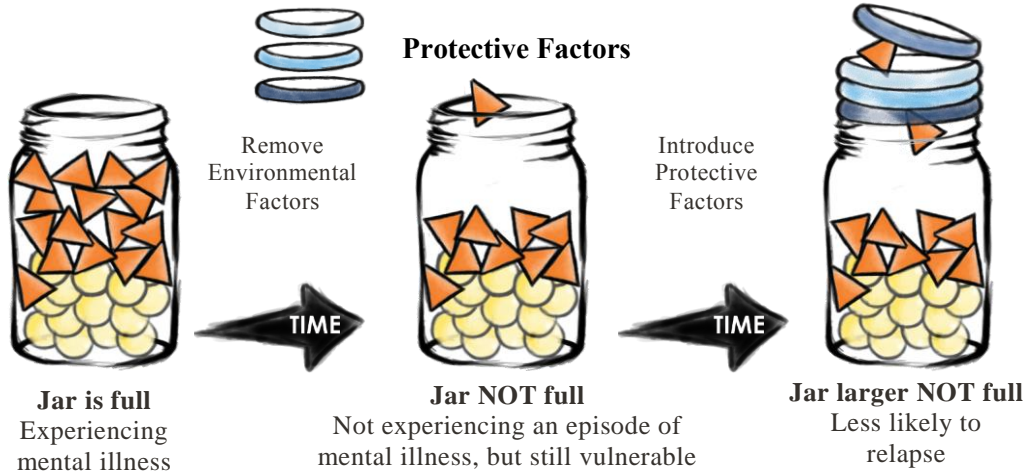 Protective Factors
Remove
Environmental
Factors
Introduce
Protective
Factors
TIME
TIME
Jar is full
Experiencing
mental illness
Jar NOT full
Not experiencing an episode of
mental illness, but still vulnerable
Jar larger NOT full
Less likely to
relapse